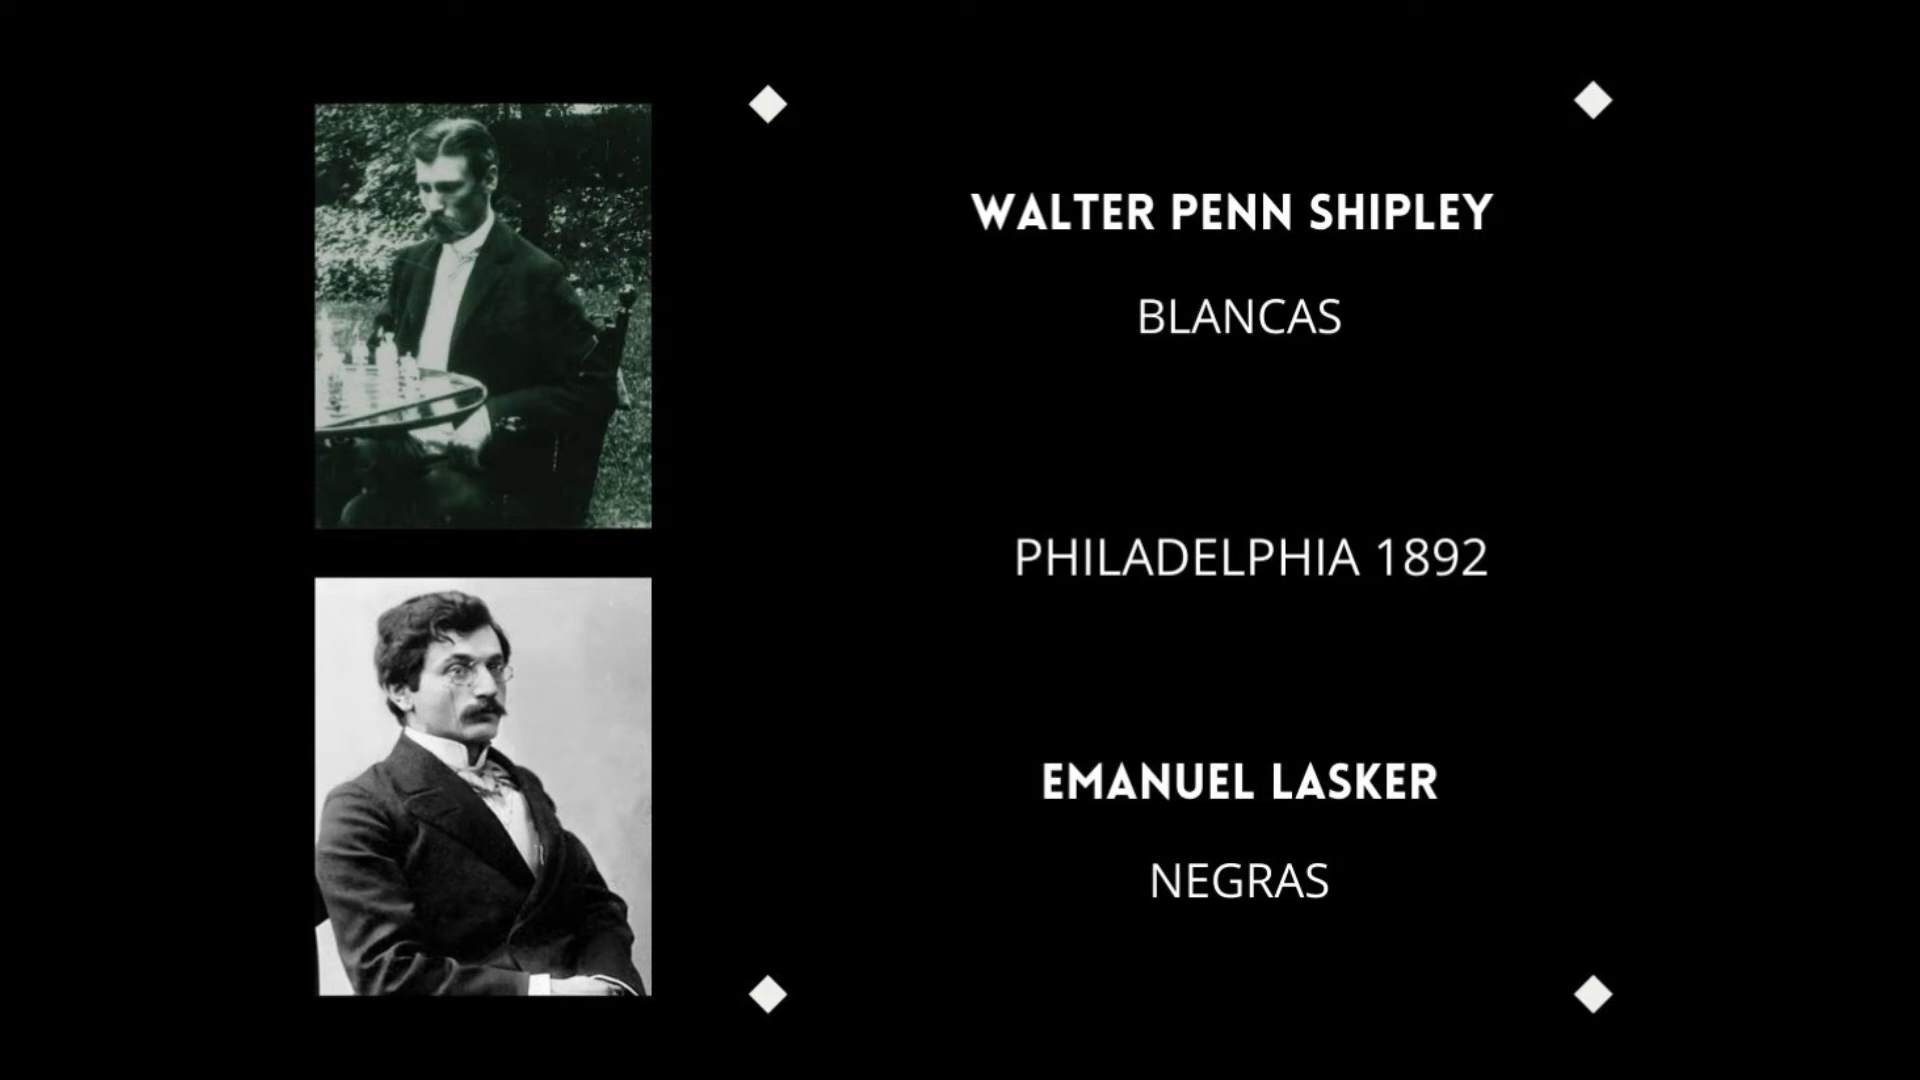 WALTER PENN SHIPLEY
BLANCAS
PHILADELPHIA 1892
EMANUEL LASKER
NEGRAS